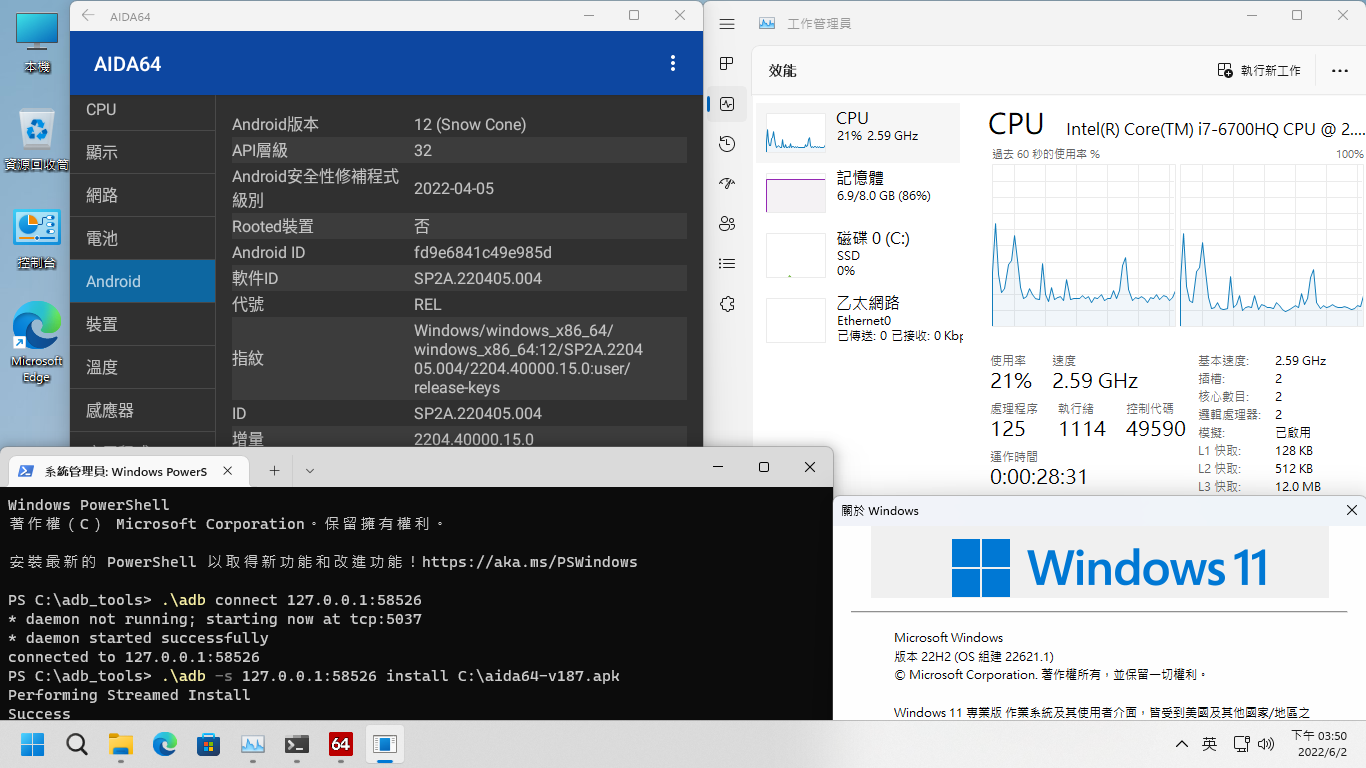 本機
資源回收筒
控制台
Microsoft
Edge
AIDA64
AIDA64
CPU
顯示
網路
電池
Android
裝置
溫度
感應器
Android版本 12 (Snow Cone)
API層級 32
Android安全性修補程式
級別 2022-04-05
Rooted裝置 否
Android ID fd9e6841c49e985d
軟件ID SP2A.220405.004
代號 REL
指紋 Windows/windows_x86_64/
windows_x86_64:12/SP2A.2204
05.004/2204.40000.15.0:user/
release-keys
ID SP2A.220405.004
增量 2204.40000.15.0
工作管理員
效能
執行新工作
CPU
21% 2.59 GHz
記憶體
6.9/8.0 GB (86%)
磁碟 0 (C:)
SSD
0%
乙太網路
Ethernet0
已傳送: 0 已接收: 0 Kbp
CPU Intel(R) Core(TM) i7-6700HQ CPU @ 2....
過去 60 秒的使用率 % 100%
使用率 速度
21% 2.59 GHz
處理程序 執行緒 控制代碼
125 1114 49590
運作時間
0:00:28:31
基本速度: 2.59 GHz
插槽: 2
核心數目: 2
邏輯處理器: 2
模擬: 已啟用
L1 快取: 128 KB
L2 快取: 512 KB
L3 快取: 12.0 MB
系統管理員: Windows PowerS
Windows PowerShell
著作權 (C) Microsoft Corporation。保留擁有權利。
安裝最新的 PowerShell 以取得新功能和改進功能！https://aka.ms/PSWindows
PS C:\adb_tools> .\adb connect 127.0.0.1:58526
* daemon not running; starting now at tcp:5037
* daemon started successfully
connected to 127.0.0.1:58526
PS C:\adb_tools> .\adb -s 127.0.0.1:58526 install C:\aida64-v187.apk
Performing Streamed Install
Success
關於 Windows
Windows 11
Microsoft Windows
版本 22H2 (OS 組建 22621.1)
© Microsoft Corporation. 著作權所有，並保留一切權利。
Windows 11 專業版 作業系統及其使用者介面，皆受到美國及其他國家/地區之
64
英
下午 03:50
2022/6/2